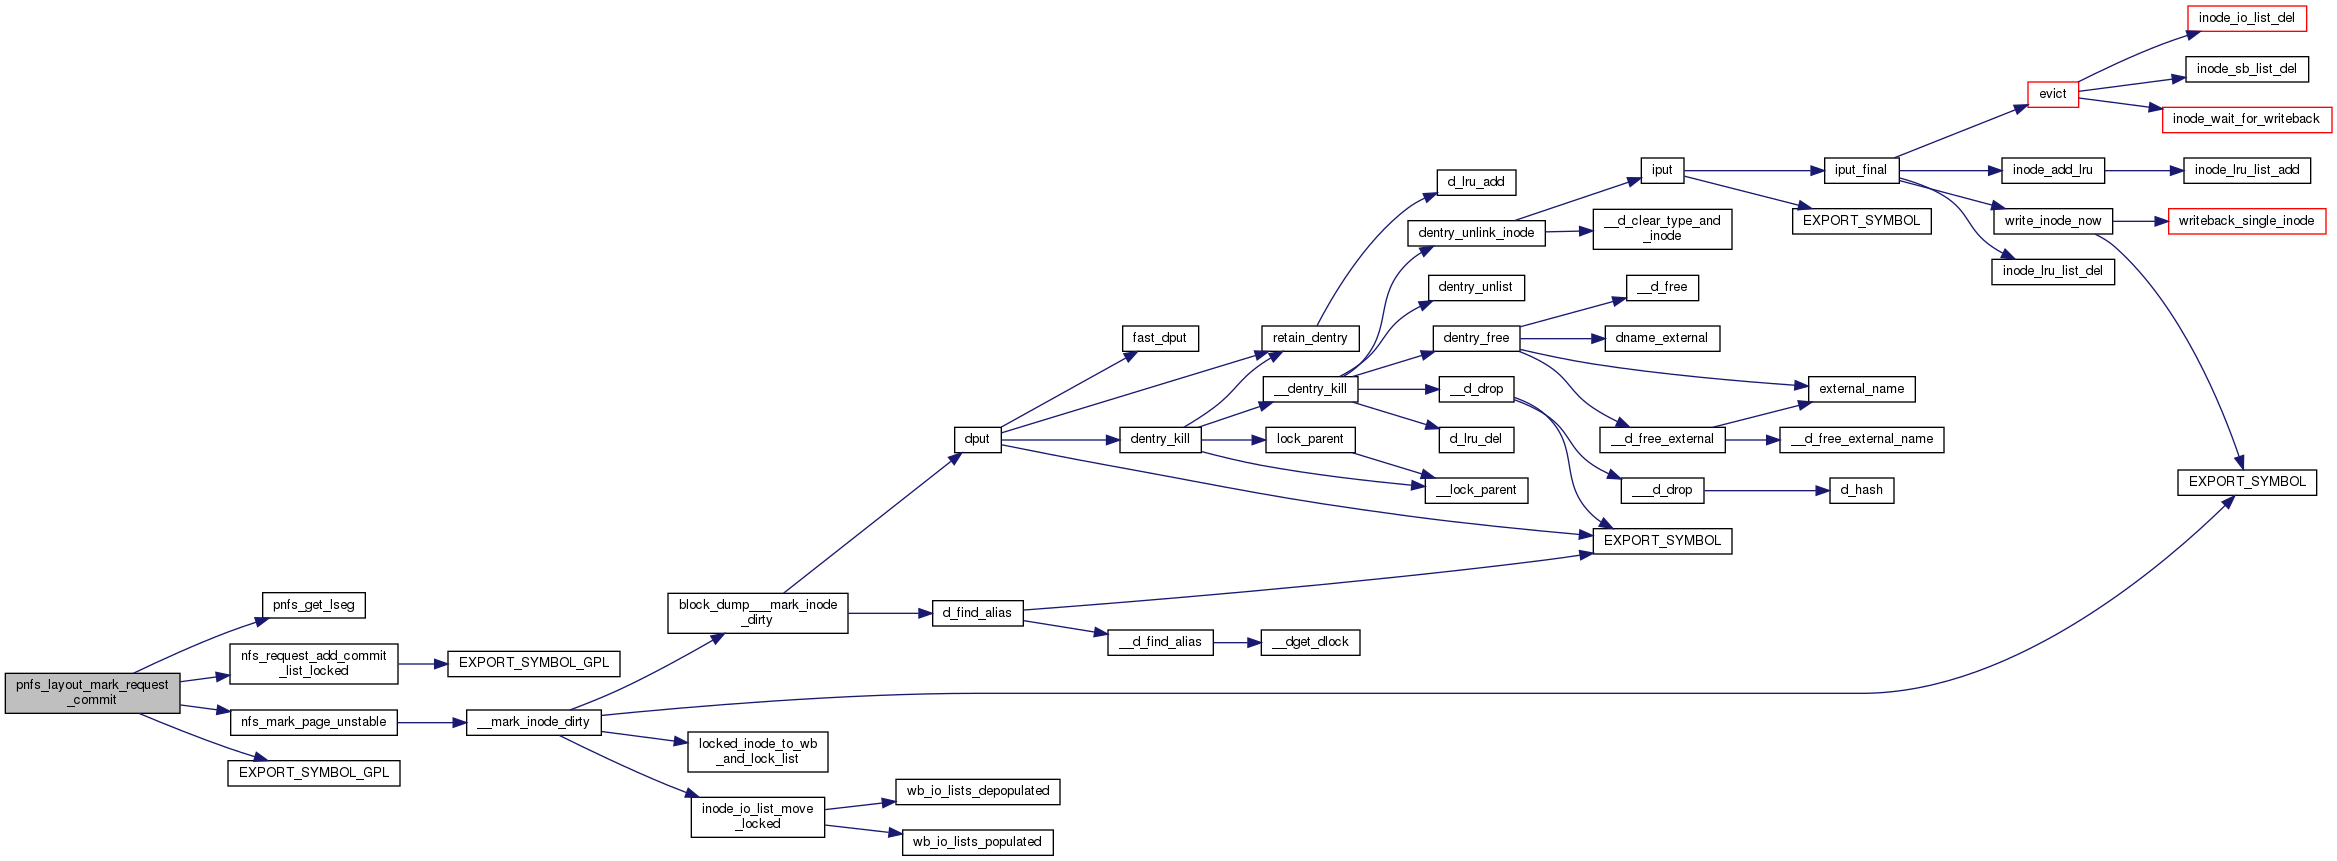 inode_io_list_del
inode_sb_list_del
evict
inode_wait_for_writeback
iput
iput_final
inode_add_lru
inode_lru_list_add
d_lru_add
EXPORT_SYMBOL
write_inode_now
writeback_single_inode
dentry_unlink_inode
__d_clear_type_and
_inode
inode_lru_list_del
dentry_unlist
__d_free
fast_dput
retain_dentry
dentry_free
dname_external
__dentry_kill
__d_drop
external_name
dput
dentry_kill
lock_parent
d_lru_del
__d_free_external
__d_free_external_name
__lock_parent
___d_drop
d_hash
EXPORT_SYMBOL
EXPORT_SYMBOL
pnfs_get_lseg
block_dump___mark_inode
_dirty
d_find_alias
__d_find_alias
__dget_dlock
nfs_request_add_commit
_list_locked
EXPORT_SYMBOL_GPL
pnfs_layout_mark_request
_commit
nfs_mark_page_unstable
__mark_inode_dirty
locked_inode_to_wb
_and_lock_list
EXPORT_SYMBOL_GPL
inode_io_list_move
_locked
wb_io_lists_depopulated
wb_io_lists_populated